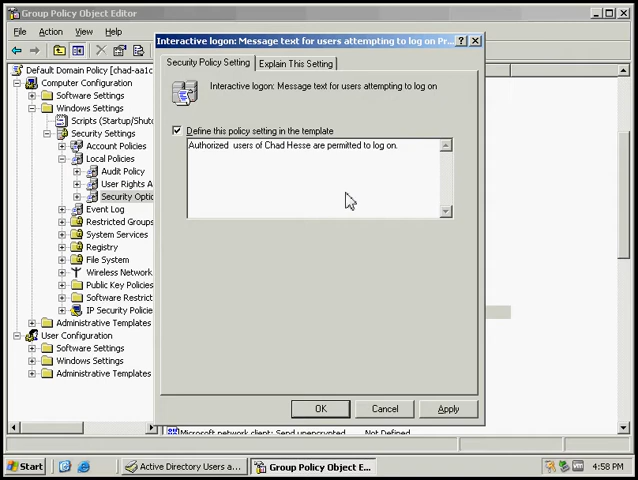 Group Policy Object Editor
File Action View Help
Interactive logon: Message text for users attempting to log on Pr...
Security Policy Setting
Explain This Setting
Interactive logon: Message text for users attempting to log on
Define this policy setting in the template
Authorized  users of Chad Hesse are permitted to log on.
OK
Cancel
Apply
Default Domain Policy [chad-aa1c
Computer Configuration
Software Settings
Windows Settings
Scripts (Startup/Shutd
Security Settings
Account Policies
Local Policies
Audit Policy
User Rights A
Security Optio
Event Log
Restricted Groups
System Services
Registry
File System
Wireless Network
Public Key Policies
Software Restrict
IP Security Policie
Administrative Templates
User Configuration
Software Settings
Windows Settings
Administrative Templates
Microsoft network client: Send unencrypted Not Defined
Start
Active Directory Users a...
Group Policy Object E...
4:58 PM